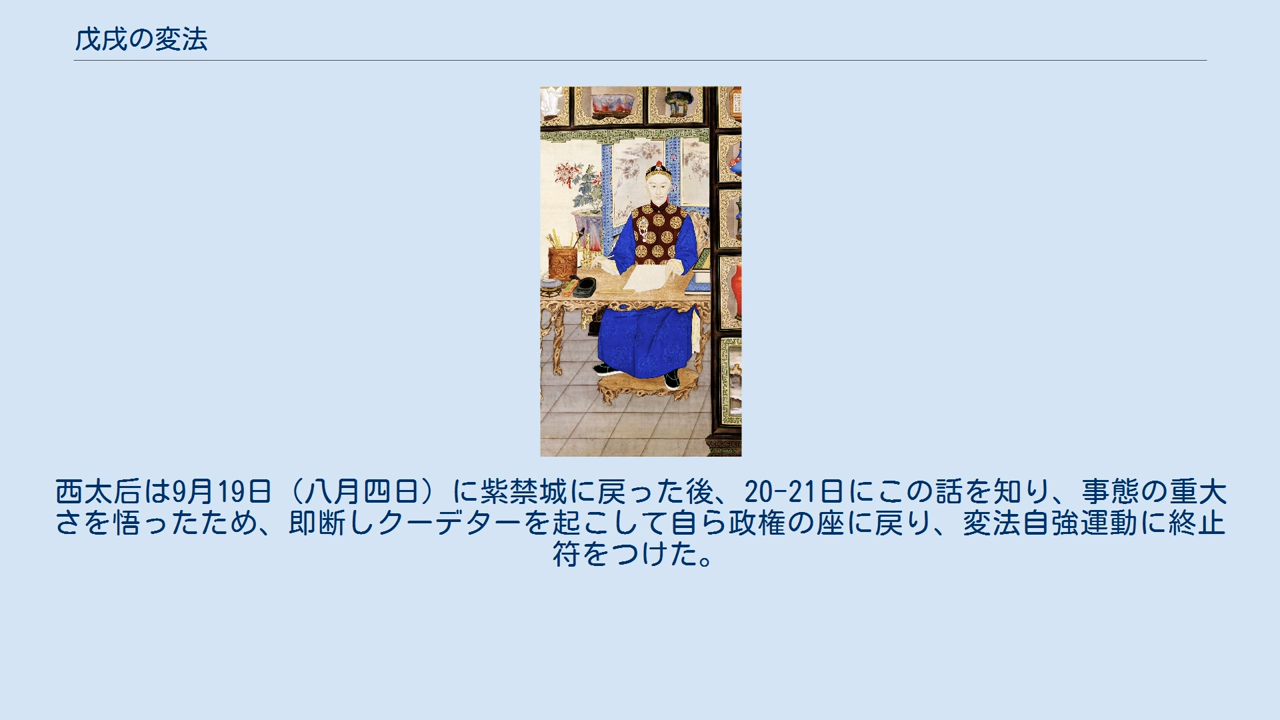 戊戌の変法
西太后は9月19日（八月四日）に紫禁城に戻った後、20-21日にこの話を知り、事態の重大
さを悟ったため、即断しクーデターを起こして自ら政権の座に戻り、変法自強運動に終止
符をつけた。